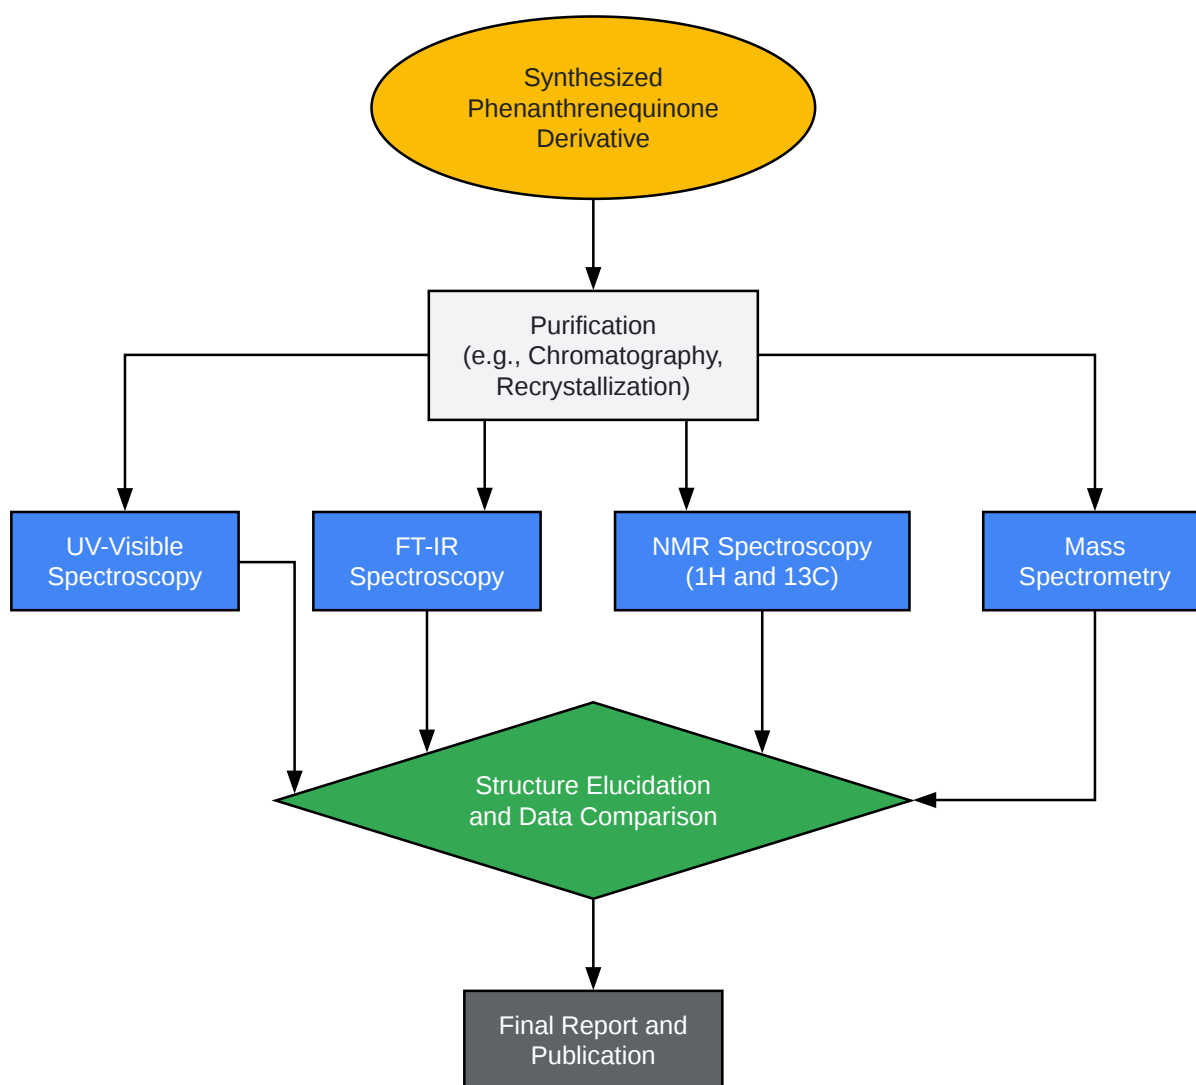 Synthesized
Phenanthrenequinone
Derivative
Purification
(e.g., Chromatography,
Recrystallization)
UV-Visible
Spectroscopy
FT-IR
Spectroscopy
NMR Spectroscopy
(1H and 13C)
Mass
Spectrometry
Structure Elucidation
and Data Comparison
Final Report and
Publication